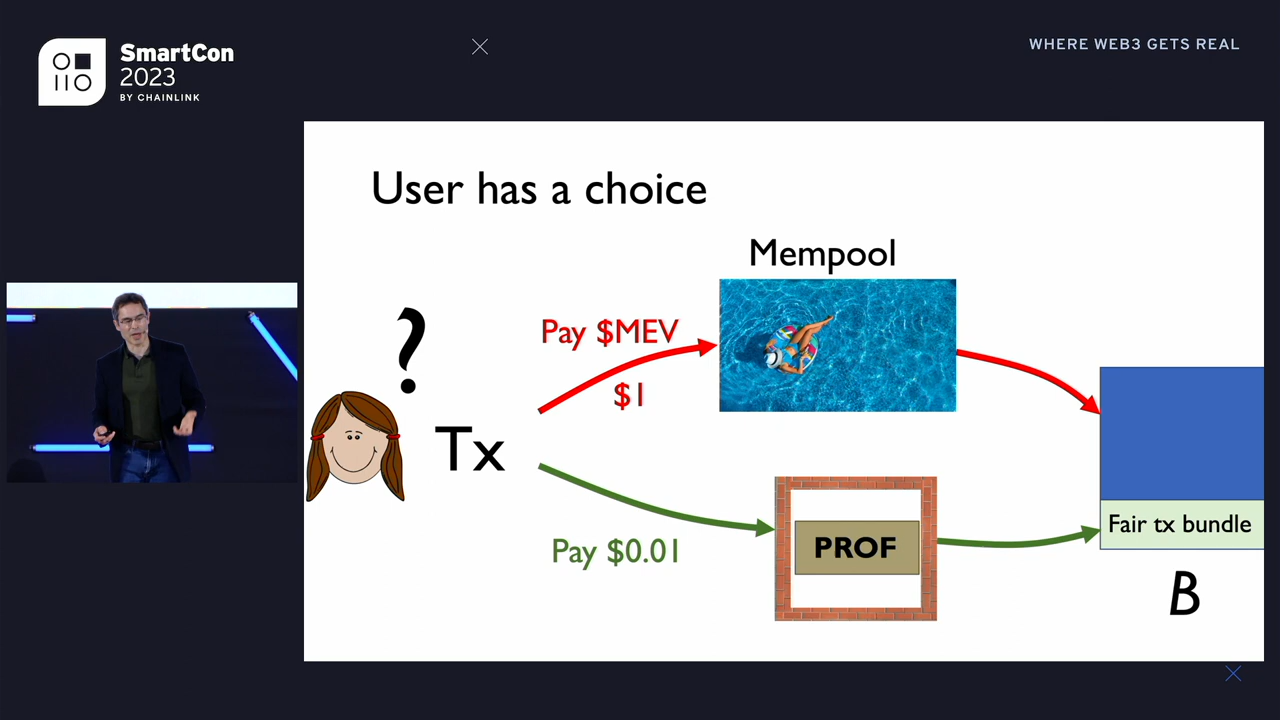 SmartCon
2023
BY CHAINLINK
WHERE WEB3 GETS REAL
User has a choice
Mempool
?
Pay $MEV
$1
Tx
Pay $0.01
PROF
Fair tx bundle
B